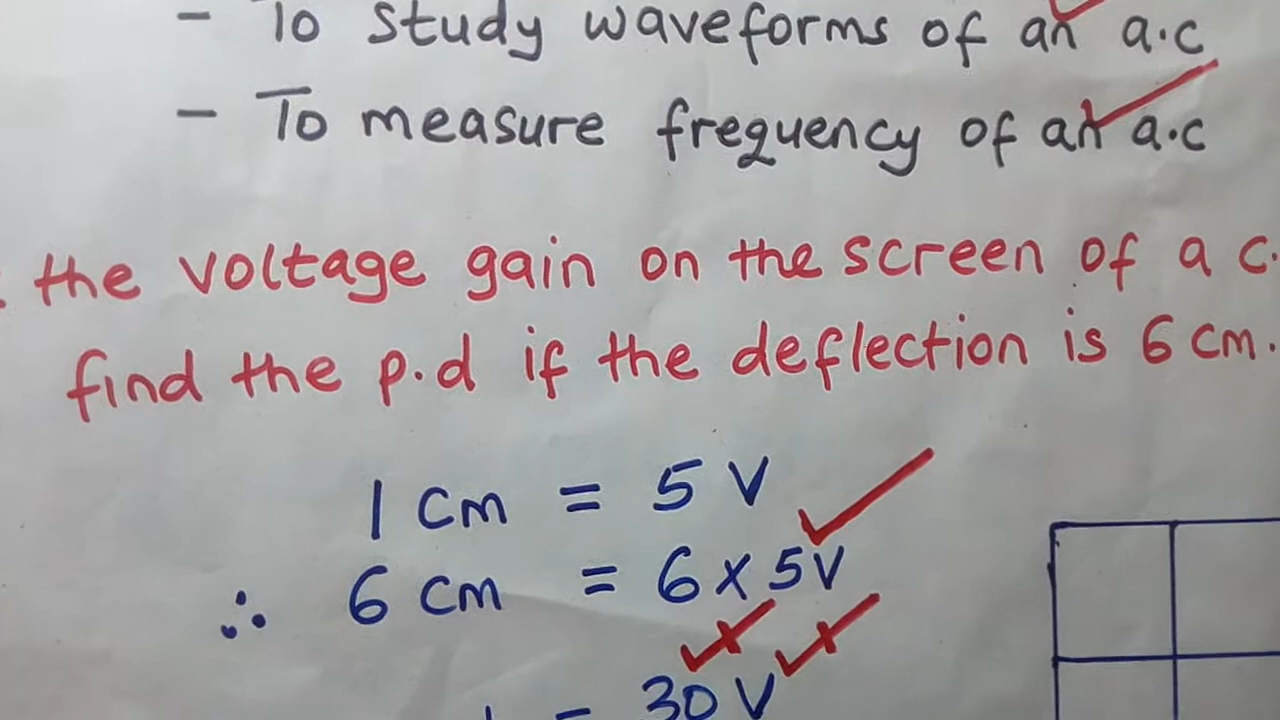 - To study waveforms of an a.c
- To measure frequency of an a.c
the voltage gain on the screen of a c.
find the p.d if the deflection is 6 cm.
1 cm = 5 V
∴ 6 cm = 6 x 5V
= 30 V